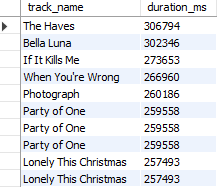 track_name duration_ms
The Haves 306794
Bella Luna 302346
If It Kills Me 273653
When You're Wrong 266960
Photograph 260186
Party of One 259558
Party of One 259558
Party of One 259558
Lonely This Christmas 257493
Lonely This Christmas 257493